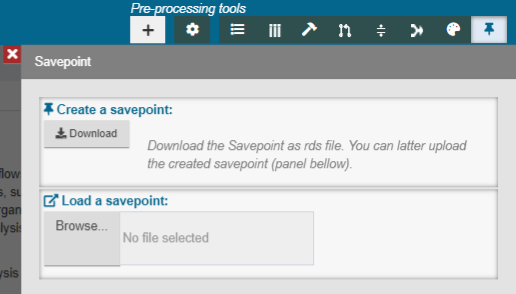 Pre-processing tools
Savepoint
Create a savepoint:
Download
Download the Savepoint as rds file. You can latter upload
the created savepoint (panel bellow).
Load a savepoint:
Browse...
No file selected